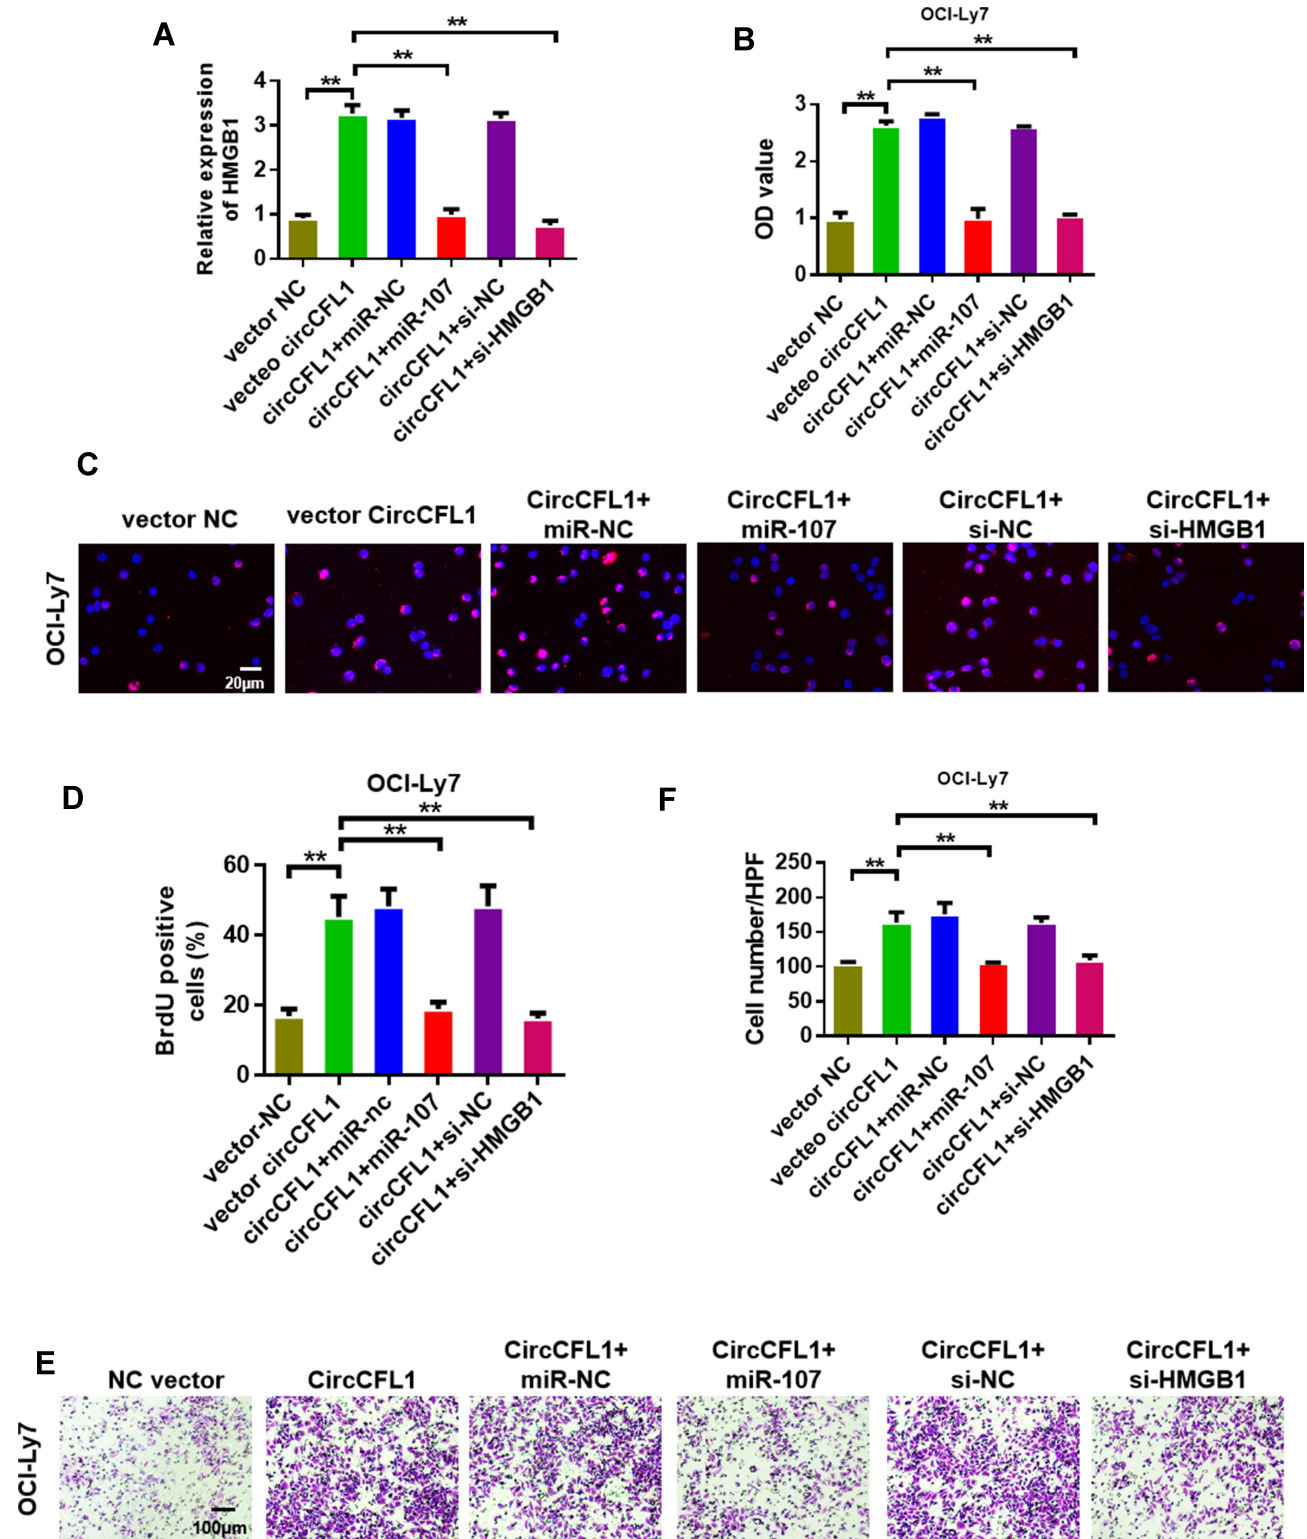 A
**
**
**
Relative expression
of HMGB1
4
3
2
1
0
vector NC
vecteo circCFL1
circCFL1+miR-NC
circCFL1+miR-107
circCFL1+si-NC
circCFL1+si-HMGB1
B
OCI-Ly7
**
**
**
OD value
3
2
1
0
vector NC
vecteo circCFL1
circCFL1+miR-NC
circCFL1+miR-107
circCFL1+si-NC
circCFL1+si-HMGB1
C
vector NC
vector CircCFL1
CircCFL1+
miR-NC
CircCFL1+
miR-107
CircCFL1+
si-NC
CircCFL1+
si-HMGB1
OCI-Ly7
20μm
D
OCI-Ly7
**
**
**
BrdU positive
cells (%)
60
40
20
0
vector-NC
vector circCFL1
circCFL1+miR-nc
circCFL1+miR-107
circCFL1+si-NC
circCFL1+si-HMGB1
F
OCI-Ly7
**
**
**
Cell number/HPF
250
200
150
100
50
0
vector NC
vecteo circCFL1
circCFL1+miR-NC
circCFL1+miR-107
circCFL1+si-NC
circCFL1+si-HMGB1
E
NC vector
CircCFL1
CircCFL1+
miR-NC
CircCFL1+
miR-107
CircCFL1+
si-NC
CircCFL1+
si-HMGB1
OCI-Ly7
100μm